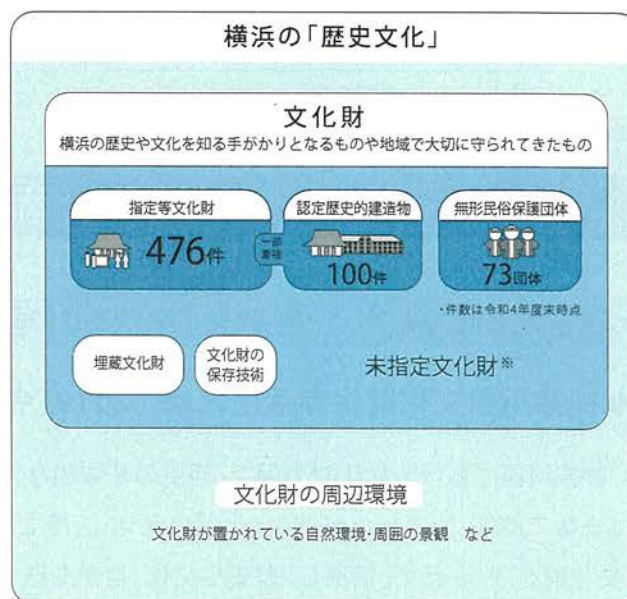 横浜の「歴史文化」
文化財
横浜の歴史や文化を知る手がかりとなるものや地域で大切に守られてきたもの
指定等文化財
476件
一部
重複
認定歴史的建造物
100件
無形民俗保護団体
73団体
・件数は令和4年度末時点
埋蔵文化財
文化財の
保存技術
未指定文化財※
文化財の周辺環境
文化財が置かれている自然環境・周囲の景観 など